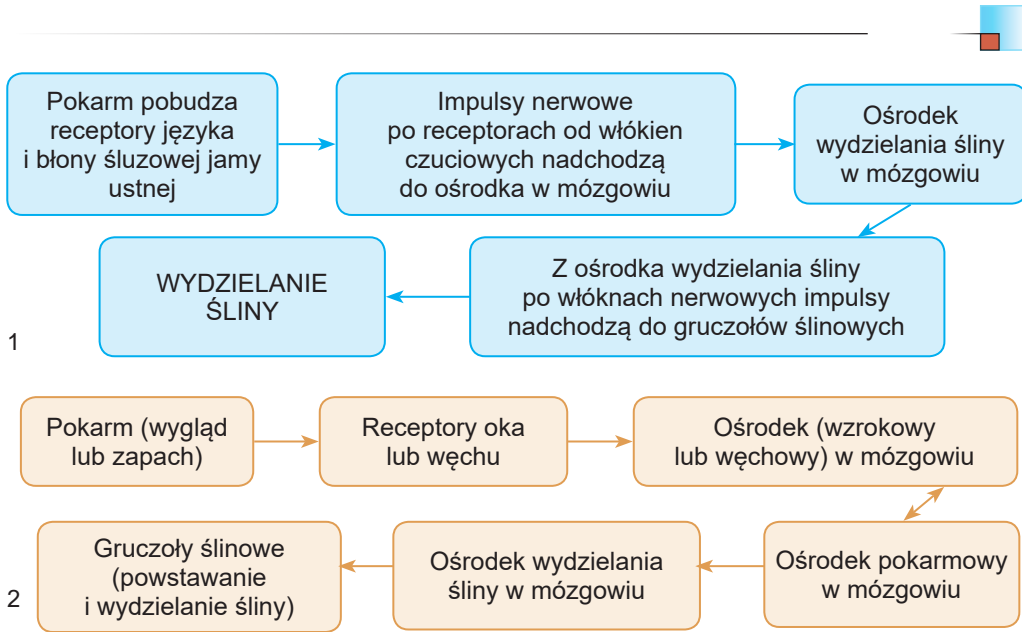 Pokarm pobudza
receptory języka
i błony śluzowej jamy
ustnej
Impulsy nerwowe
po receptorach od włókien
czuciowych nadchodzą
do ośrodka w mózgowiu
Ośrodek
wydzielania śliny
w mózgowiu
Z ośrodka wydzielania śliny
po włóknach nerwowych impulsy
nadchodzą do gruczołów ślinowych
WYDZIELANIE
ŚLINY
1
Pokarm (wygląd
lub zapach)
Receptory oka
lub węchu
Ośrodek (wzrokowy
lub węchowy) w mózgowiu
Ośrodek pokarmowy
w mózgowiu
Ośrodek wydzielania
śliny w mózgowiu
Gruczoły ślinowe
(powstawanie
i wydzielanie śliny)
2